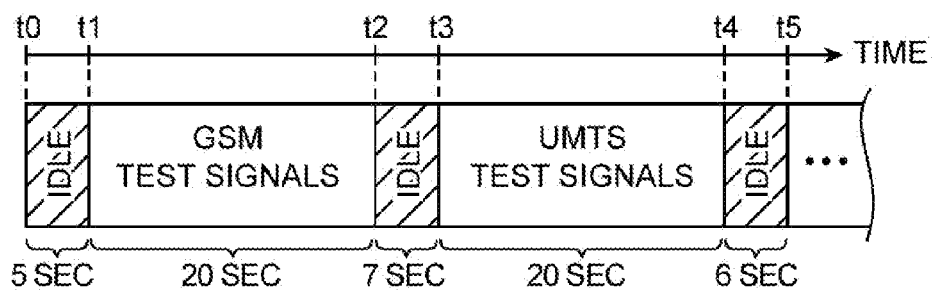 t0 t1 t2 t3 t4 t5
TIME
IDLE GSM IDLE UMTS IDLE
TEST SIGNALS TEST SIGNALS •••
5 SEC 20 SEC 7 SEC 20 SEC 6 SEC